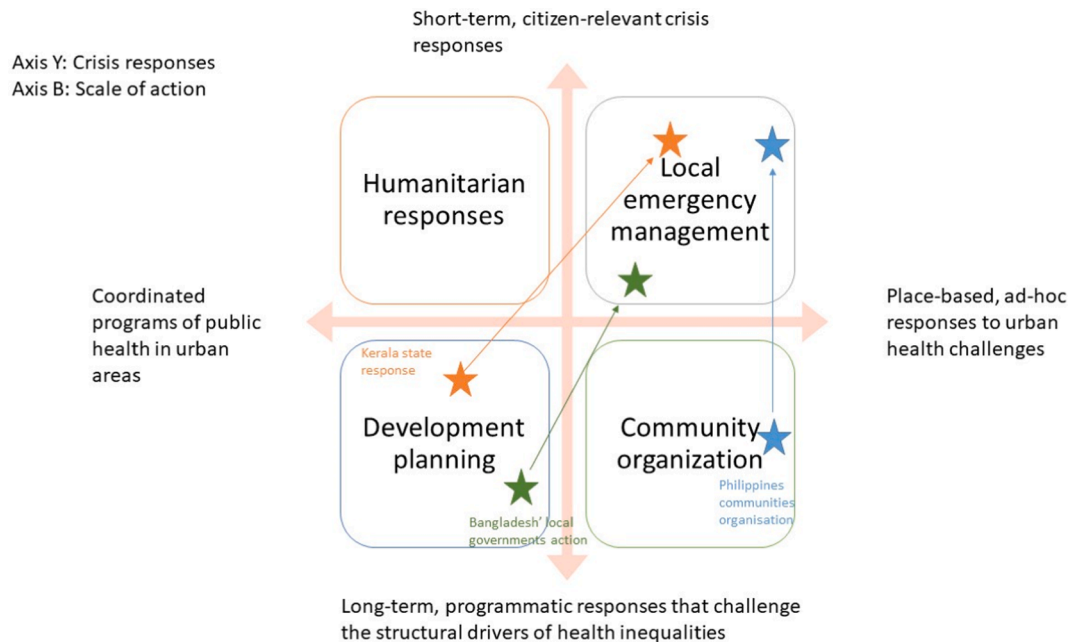 Short-term, citizen-relevant crisis
responses
Axis Y: Crisis responses
Axis B: Scale of action
Humanitarian
responses
Local
emergency
management
Coordinated
programs of public
health in urban
areas
Place-based, ad-hoc
responses to urban
health challenges
Kerala state
response
Development
planning
Community
organization
Philippines
communities
organisation
Bangladesh' local
governments action
Long-term, programmatic responses that challenge
the structural drivers of health inequalities